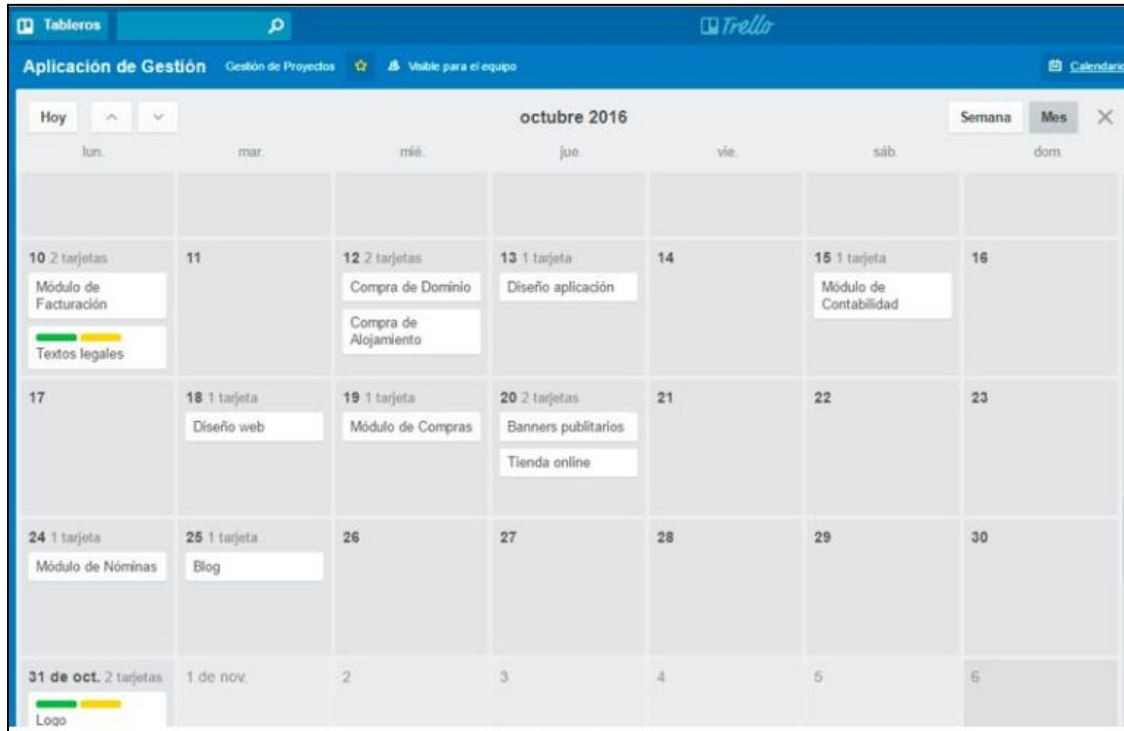 Tableros
Trello
Aplicación de Gestión Gestión de Proyectos Visible para el equipo Calendario
Hoy octubre 2016 Semana Mes
lun. mar. mié. jue. vie. sáb. dom.
10 2 tarjetas 11 12 2 tarjetas 13 1 tarjeta 14 15 1 tarjeta 16
Módulo de
Facturación
Textos legales
Compra de Dominio
Compra de
Alojamiento
Diseño aplicación
Módulo de
Contabilidad
17 18 1 tarjeta 19 1 tarjeta 20 2 tarjetas 21 22 23
Diseño web
Módulo de Compras
Banners publitarios
Tienda online
24 1 tarjeta 25 1 tarjeta 26 27 28 29 30
Módulo de Nóminas
Blog
31 de oct. 2 tarjetas 1 de nov. 2 3 4 5 6
Logo